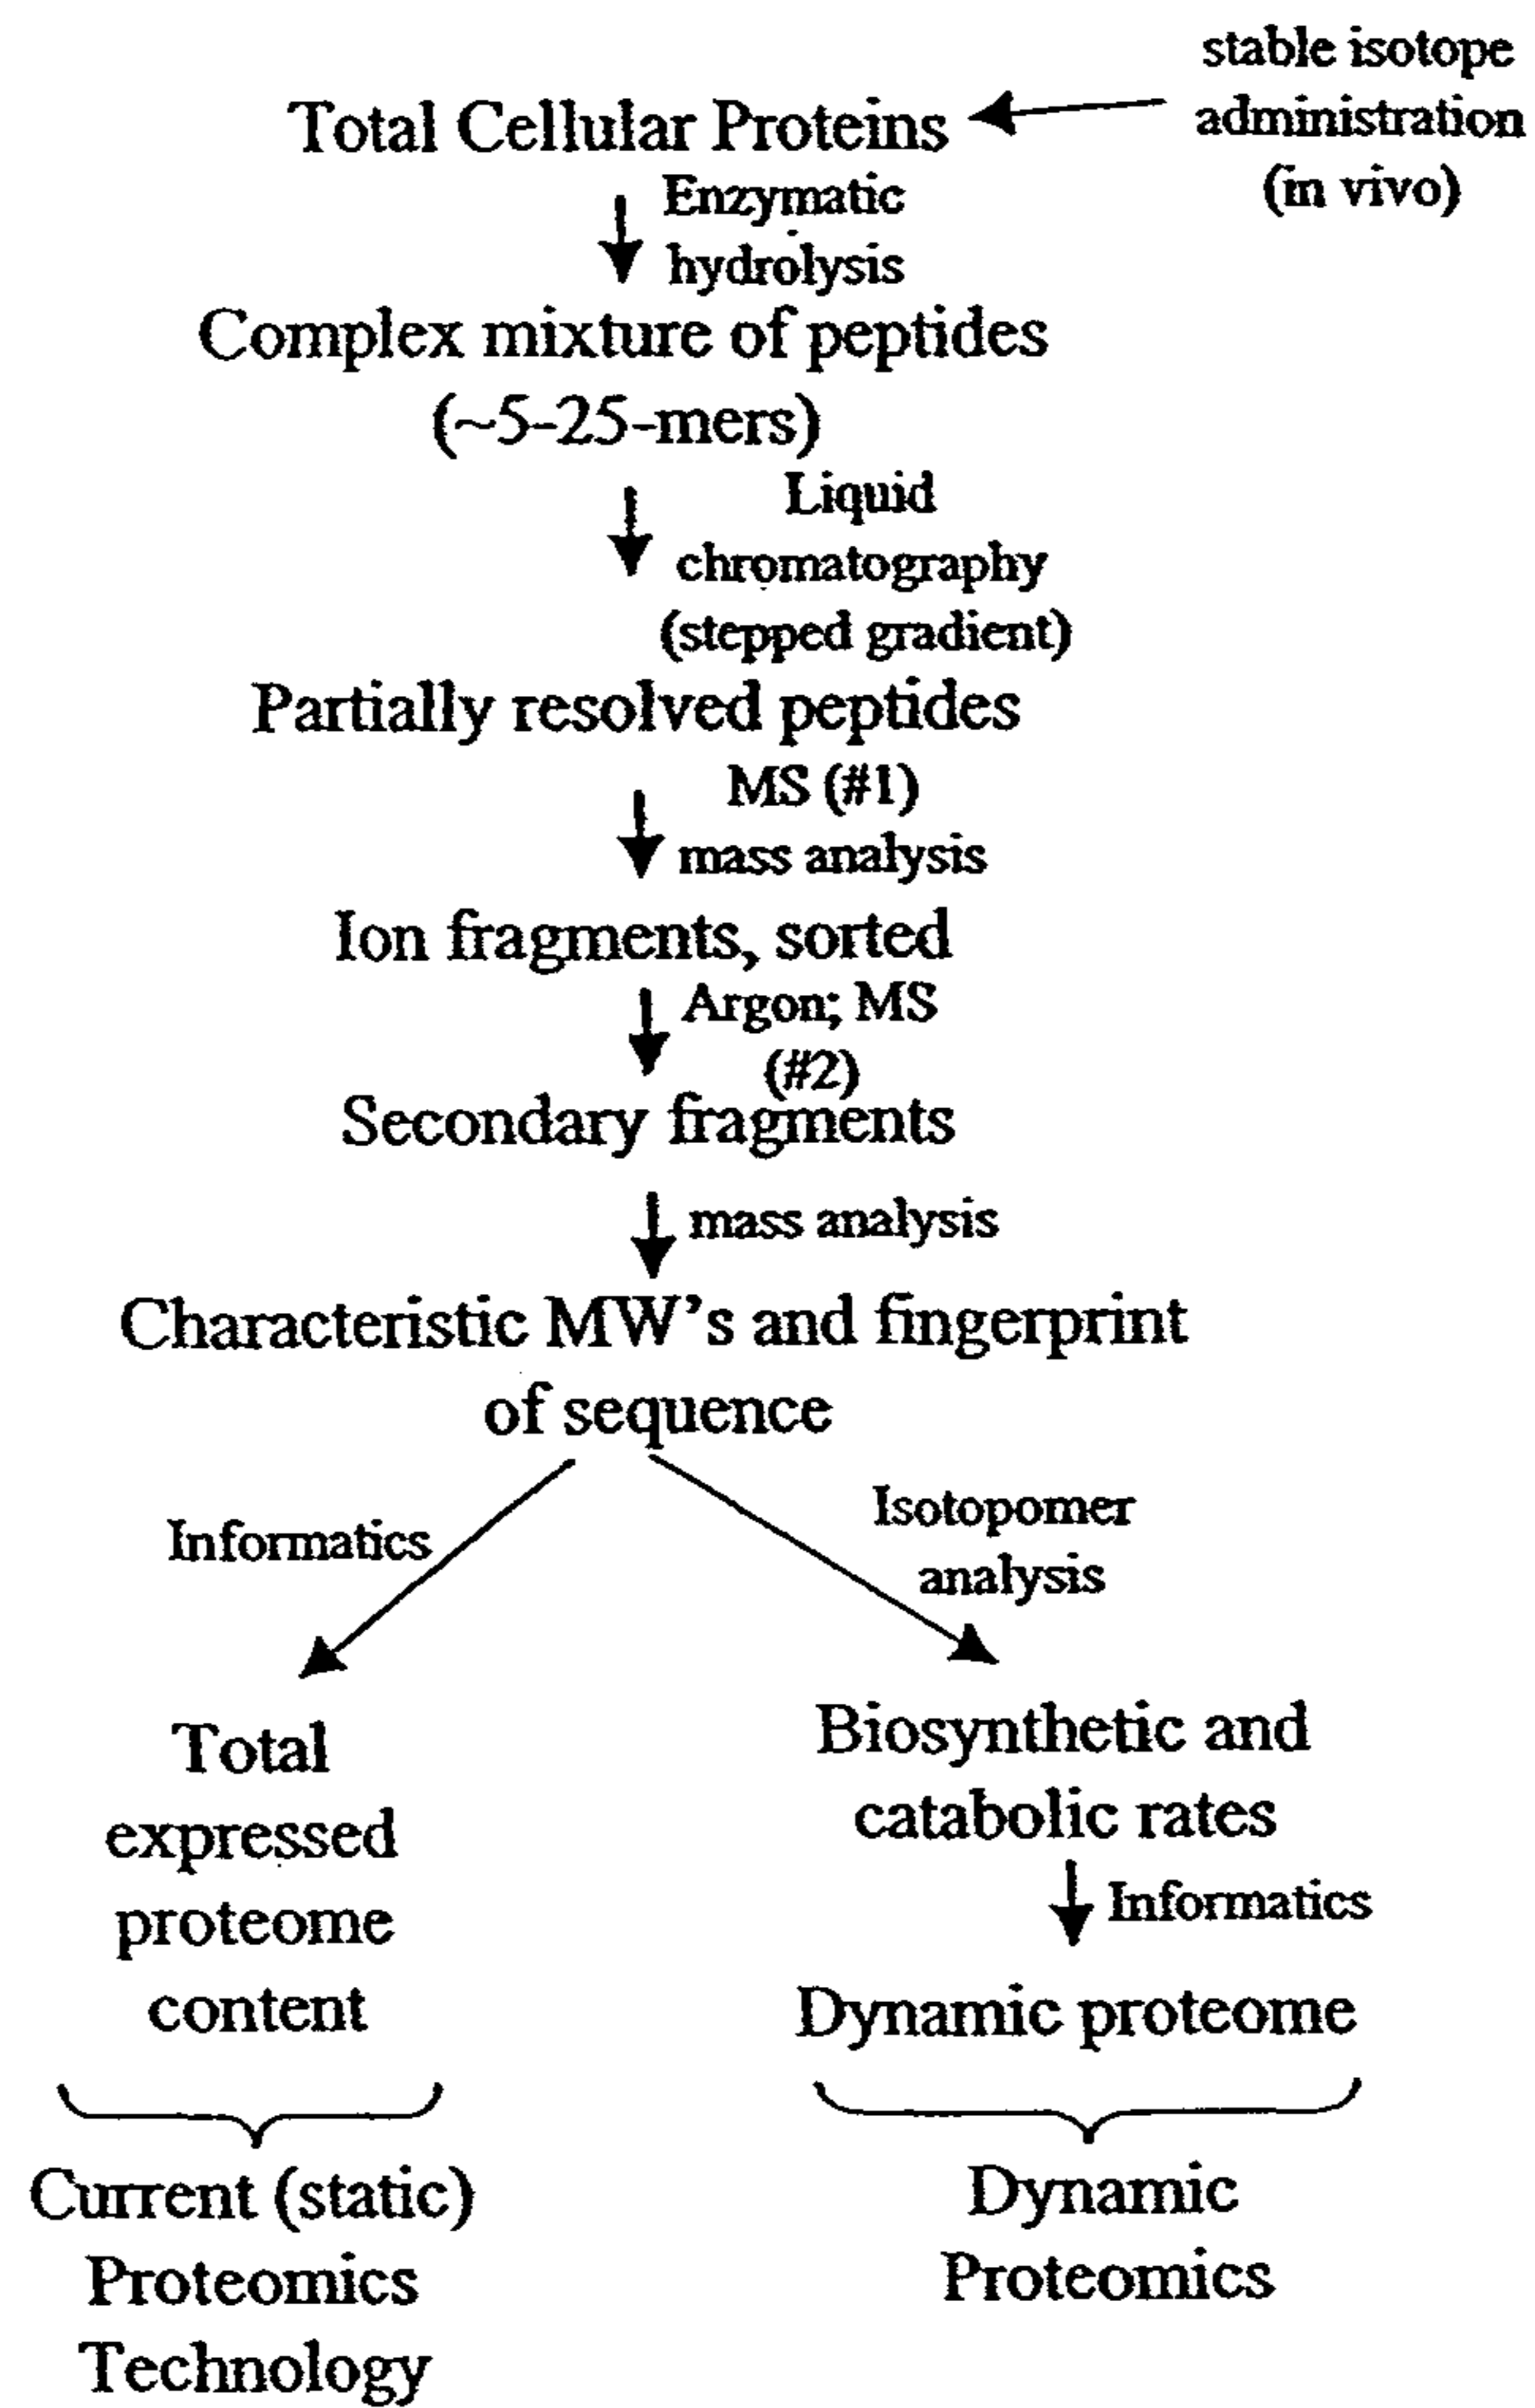 stable isotope
administration
(in vivo)
Total Cellular Proteins
Enzymatic
hydrolysis
Complex mixture of peptides
(~5-25-mers)
Liquid
chromatography
(stepped gradient)
Partially resolved peptides
MS (#1)
mass analysis
Ion fragments, sorted
Argon; MS
(#2)
Secondary fragments
mass analysis
Characteristic MW's and fingerprint
of sequence
Informatics
Isotopomer
analysis
Total
expressed
proteome
content
Biosynthetic and
catabolic rates
Informatics
Dynamic proteome
Current (static)
Proteomics
Technology
Dynamic
Proteomics